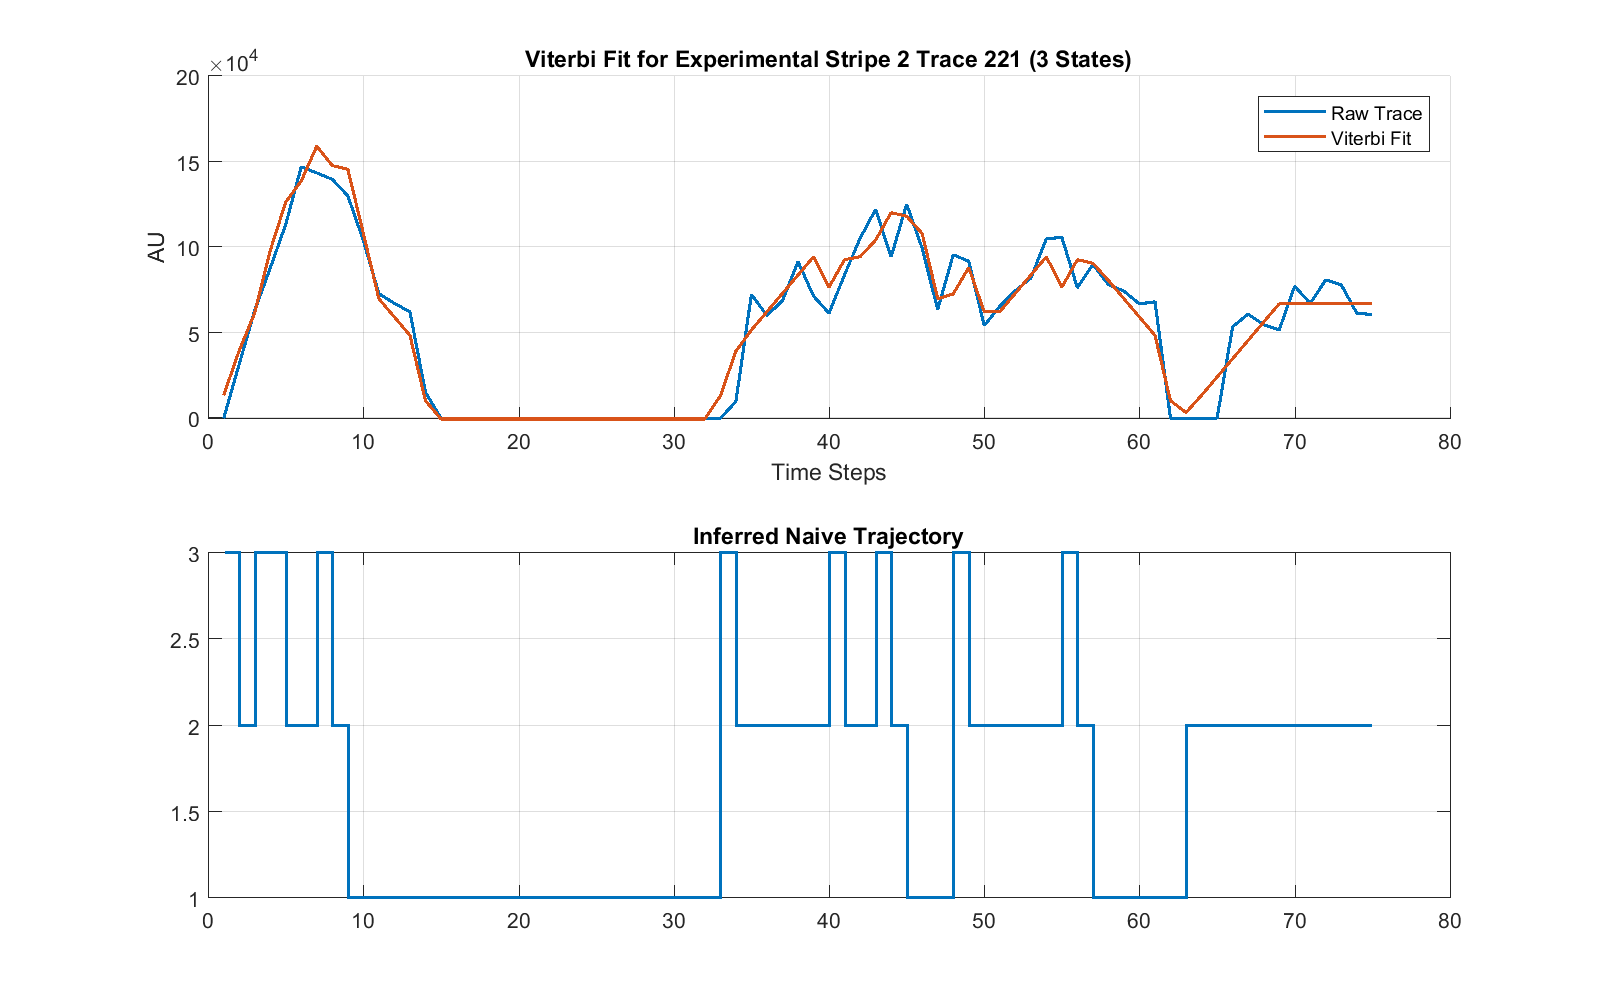 Viterbi Fit for Experimental Stripe 2 Trace 221 (3 States)
×10⁴
20
15
10
5
0
AU
Raw Trace
Viterbi Fit
0 10 20 30 40 50 60 70 80
Time Steps
Inferred Naive Trajectory
3
2.5
2
1.5
1
0 10 20 30 40 50 60 70 80